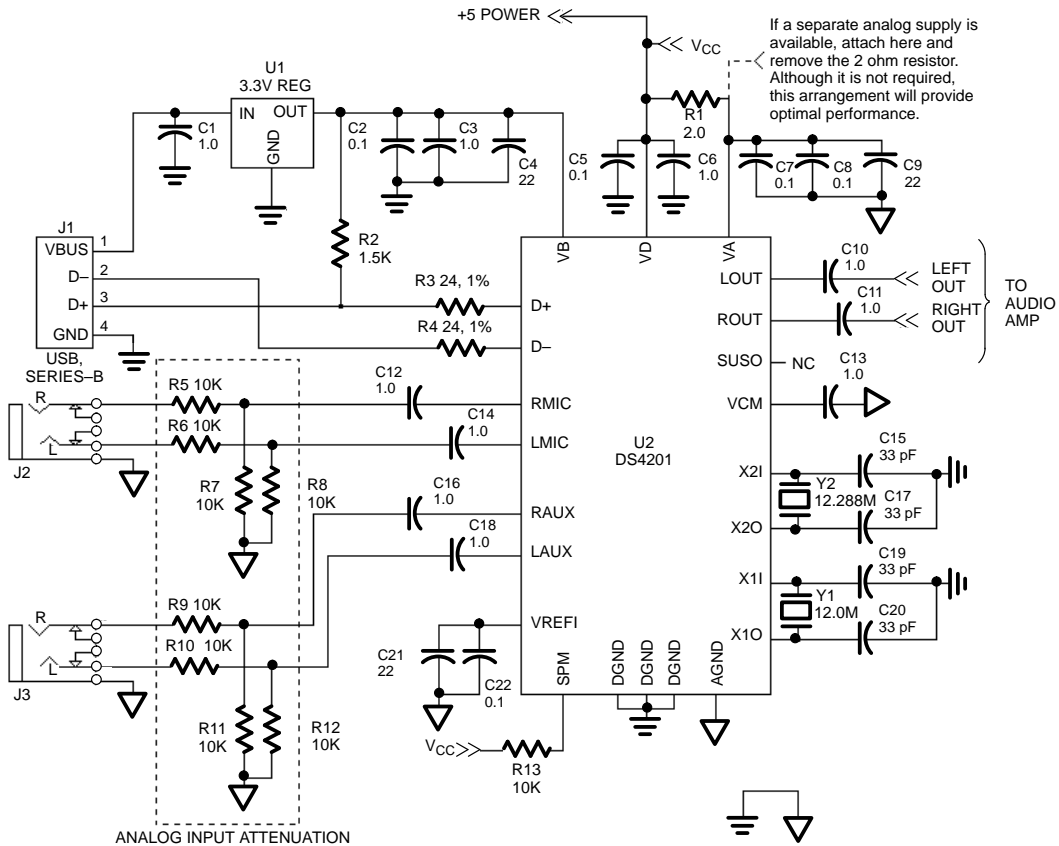 +5 POWER
VCC
If a separate analog supply is
available, attach here and
remove the 2 ohm resistor.
Although it is not required,
this arrangement will provide
optimal performance.
U1
3.3V REG
IN
OUT
GND
C1
1.0
C2
0.1
C3
1.0
C4
22
C5
0.1
C6
1.0
R1
2.0
C7
0.1
C8
0.1
C9
22
J1
VBUS
1
D–
2
D+
3
GND
4
USB,
SERIES–B
R2
1.5K
R3 24, 1%
R4 24, 1%
VB
VD
VA
D+
D–
LOUT
ROUT
SUSO
NC
VCM
C10
1.0
C11
1.0
LEFT
OUT
RIGHT
OUT
TO
AUDIO
AMP
C13
1.0
R
L
J2
R5 10K
R6 10K
R7
10K
R8
10K
C12
1.0
C14
1.0
C16
1.0
C18
1.0
RMIC
LMIC
RAUX
LAUX
U2
DS4201
X2I
X2O
X1I
X1O
C15
33 pF
Y2
12.288M
C17
33 pF
C19
33 pF
Y1
12.0M
C20
33 pF
R
L
J3
R9 10K
R10 10K
R11
10K
R12
10K
VREFI
SPM
DGND
DGND
DGND
AGND
C21
22
C22
0.1
VCC
R13
10K
ANALOG INPUT ATTENUATION